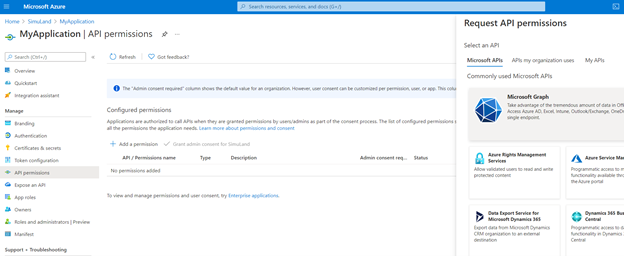 Microsoft Azure
Search resources, services, and docs (G+/)
Home > SimuLand > MyApplication
MyApplication | API permissions
Search (Ctrl+/)
Overview
Quickstart
Integration assistant
Manage
Branding
Authentication
Certificates & secrets
Token configuration
API permissions
Expose an API
App roles
Owners
Roles and administrators | Preview
Manifest
Support + Troubleshooting
Refresh
Got feedback?
The "Admin consent required" column shows the default value for an organization. However, user consent can be customized per permission, user, or app. This colu
Configured permissions
Applications are authorized to call APIs when they are granted permissions by users/admins as part of the consent process. The list of configured permissions
all the permissions the application needs. Learn more about permissions and consent
+ Add a permission
Grant admin consent for SimuLand
API / Permissions name Type Description Admin consent req... Status
No permissions added
To view and manage permissions and user consent, try Enterprise applications.
Request API permissions
Select an API
Microsoft APIs APIs my organization uses My APIs
Commonly used Microsoft APIs
Microsoft Graph
Take advantage of the tremendous amount of data in Offi
Access Azure AD, Excel, Intune, Outlook/Exchange, OneD
single endpoint.
Azure Rights Management
Services
Allow validated users to read and write
protected content
Azure Service Ma
Programmatic access to m
functionality available thro
the Azure portal
Data Export Service for
Microsoft Dynamics 365
Export data from Microsoft Dynamics
CRM organization to an external
destination
Dynamics 365 Bus
Central
Programmatic access to d
functionality in Dynamics
Central